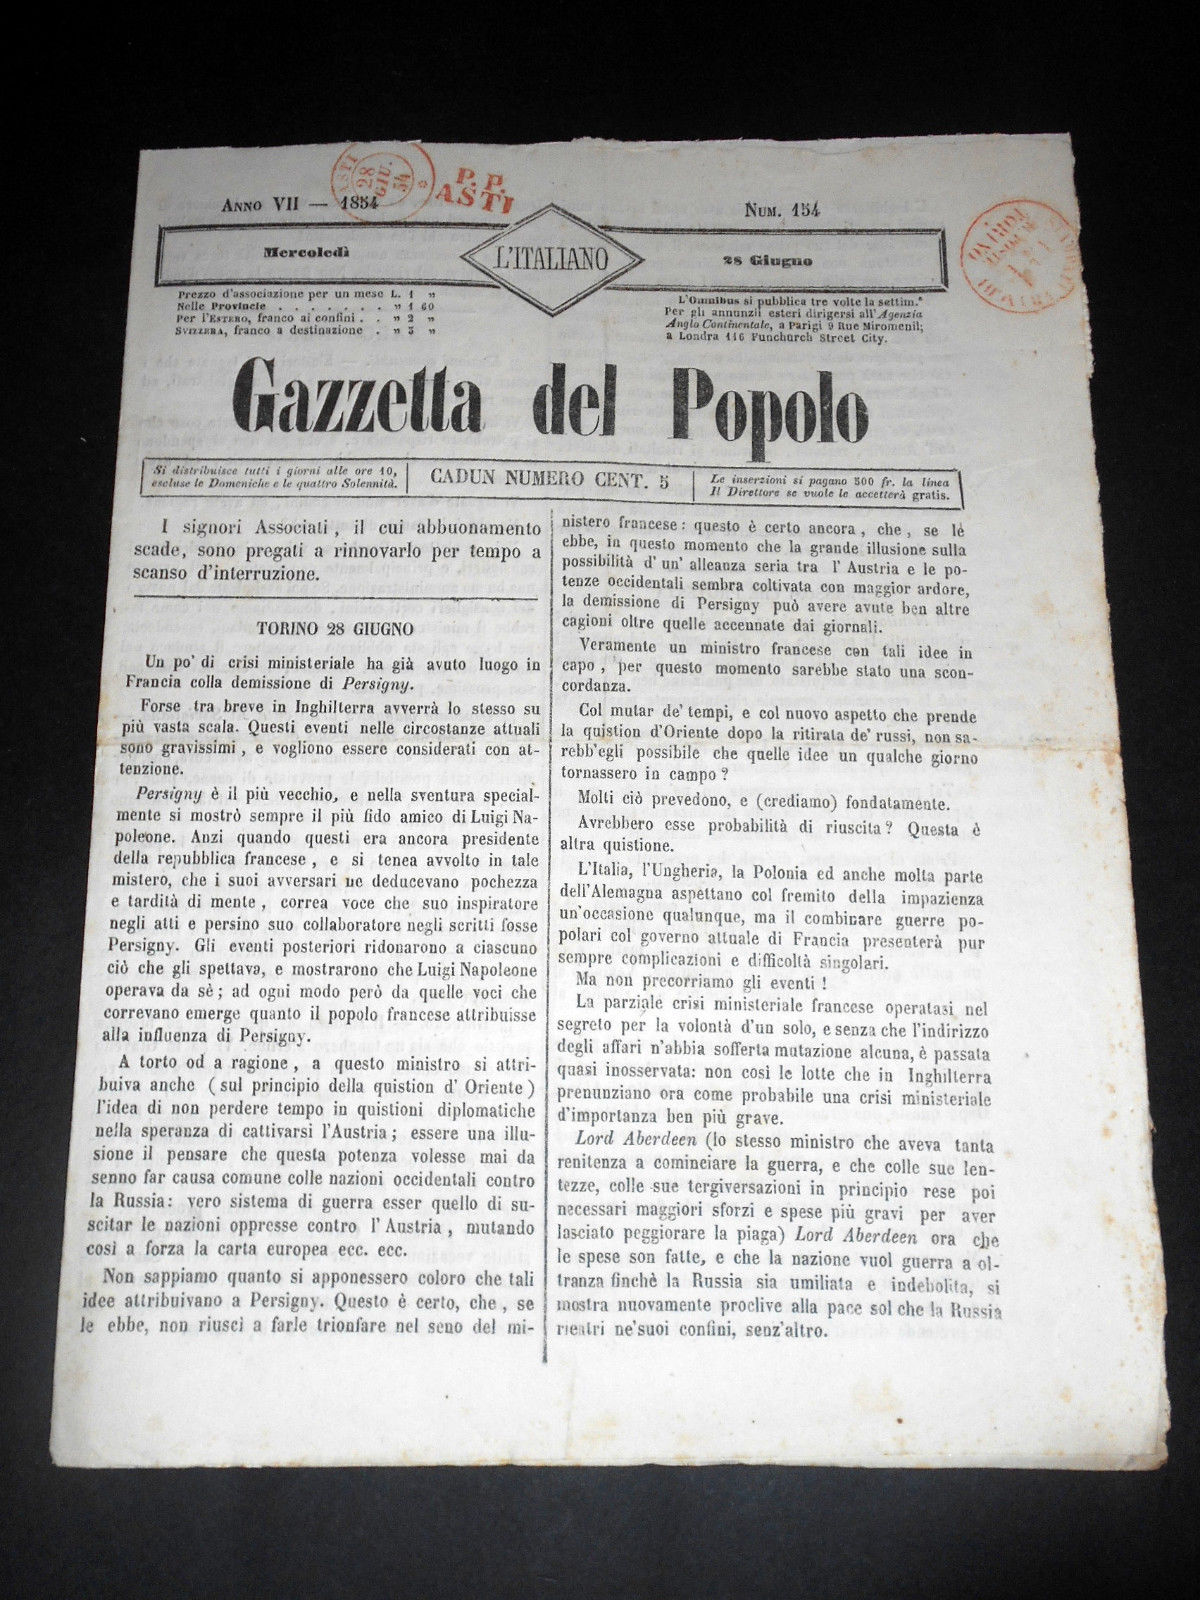 ASTI
28
GIU.
54
P. P.
ASTI
ANNO VII — 1854
NUM. 154
Mercoledì
L'ITALIANO
28 Giugno
Prezzo d'associazione per un mese L. 1 „
Nelle Provincie . . . . . . . . „ 1 60
Per l'ESTERO, franco ai confini . . „ 2 „
SVIZZERA, franco a destinazione . „ 3 „
L'Omnibus si pubblica tre volte la settim.ª
Per gli annunzii esteri dirigersi all'Agenzia
Anglo Continentale, a Parigi 9 Rue Miromenil;
a Londra 116 Funchurch Street City.
Gazzetta del Popolo
Si distribuisce tutti i giorni alle ore 10,
escluse le Domeniche e le quattro Solennità.
CADUN NUMERO CENT. 5
Le inserzioni si pagano 300 fr. la linea
Il Direttore se vuole le accetterà gratis.
I signori Associati, il cui abbuonamento
scade, sono pregati a rinnovarlo per tempo a
scanso d'interruzione.
TORINO 28 GIUGNO
Un po' di crisi ministeriale ha già avuto luogo in
Francia colla demissione di Persigny.
Forse tra breve in Inghilterra avverrà lo stesso su
più vasta scala. Questi eventi nelle circostanze attuali
sono gravissimi, e vogliono essere considerati con at-
tenzione.
Persigny è il più vecchio, e nella sventura special-
mente si mostrò sempre il più fido amico di Luigi Na-
poleone. Anzi quando questi era ancora presidente
della repubblica francese, e si tenea avvolto in tale
mistero, che i suoi avversari ne deducevano pochezza
e tardità di mente, correa voce che suo inspiratore
negli atti e persino suo collaboratore negli scritti fosse
Persigny. Gli eventi posteriori ridonarono a ciascuno
ciò che gli spettava, e mostrarono che Luigi Napoleone
operava da sè; ad ogni modo però da quelle voci che
correvano emerge quanto il popolo francese attribuisse
alla influenza di Persigny.
A torto od a ragione, a questo ministro si attri-
buiva anche (sul principio della quistion d' Oriente)
l'idea di non perdere tempo in quistioni diplomatiche
nella speranza di cattivarsi l'Austria; essere una illu-
sione il pensare che questa potenza volesse mai da
senno far causa comune colle nazioni occidentali contro
la Russia: vero sistema di guerra esser quello di su-
scitar le nazioni oppresse contro l'Austria, mutando
così a forza la carta europea ecc. ecc.
Non sappiamo quanto si apponessero coloro che tali
idee attribuivano a Persigny. Questo è certo, che, se
le ebbe, non riuscì a farle trionfare nel seno del mi-
nistero francese: questo è certo ancora, che, se le
ebbe, in questo momento che la grande illusione sulla
possibilità d' un' alleanza seria tra l' Austria e le po-
tenze occidentali sembra coltivata con maggior ardore,
la demissione di Persigny può avere avute ben altre
cagioni oltre quelle accennate dai giornali.
Veramente un ministro francese con tali idee in
capo, per questo momento sarebbe stato una scon-
cordanza.
Col mutar de' tempi, e col nuovo aspetto che prende
la quistion d'Oriente dopo la ritirata de' russi, non sa-
rebb'egli possibile che quelle idee un qualche giorno
tornassero in campo?
Molti ciò prevedono, e (crediamo) fondatamente.
Avrebbero esse probabilità di riuscita? Questa è
altra quistione.
L'Italia, l'Ungheria, la Polonia ed anche molta parte
dell'Alemagna aspettano col fremito della impazienza
un'occasione qualunque, ma il combinare guerre po-
polari col governo attuale di Francia presenterà pur
sempre complicazioni e difficoltà singolari.
Ma non precorriamo gli eventi!
La parziale crisi ministeriale francese operatasi nel
segreto per la volontà d'un solo, e senza che l'indirizzo
degli affari n'abbia sofferta mutazione alcuna, è passata
quasi inosservata: non così le lotte che in Inghilterra
prenunziano ora come probabile una crisi ministeriale
d'importanza ben più grave.
Lord Aberdeen (lo stesso ministro che aveva tanta
renitenza a cominciare la guerra, e che colle sue len-
tezze, colle sue tergiversazioni in principio rese poi
necessari maggiori sforzi e spese più gravi per aver
lasciato peggiorare la piaga) Lord Aberdeen ora che
le spese son fatte, e che la nazione vuol guerra a ol-
tranza finchè la Russia sia umiliata e indebolita, si
mostra nuovamente proclive alla pace sol che la Russia
rientri ne'suoi confini, senz'altro.